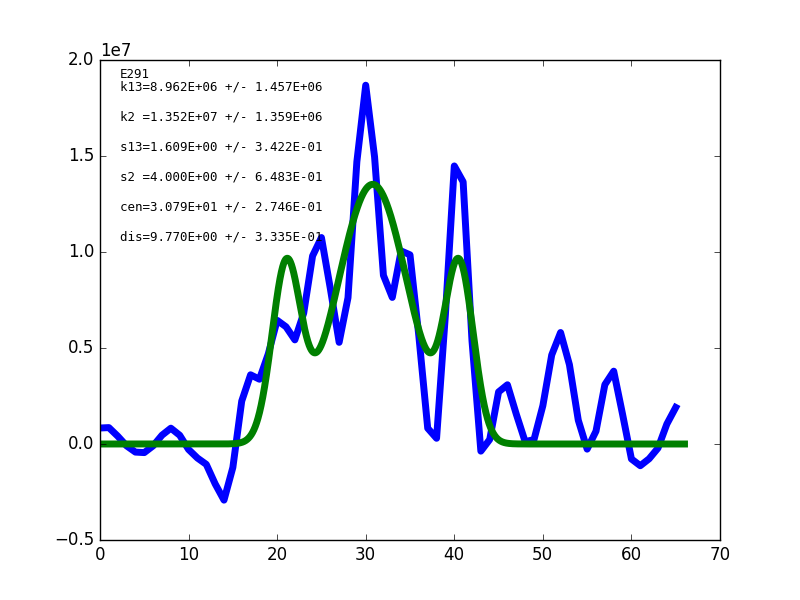 1e7
2.0
E291
k13=8.962E+06 +/- 1.457E+06
k2 =1.352E+07 +/- 1.359E+06
1.5
s13=1.609E+00 +/- 3.422E-01
s2 =4.000E+00 +/- 6.483E-01
cen=3.079E+01 +/- 2.746E-01
dis=9.770E+00 +/- 3.335E-01
1.0
0.5
0.0
−0.5
0 10 20 30 40 50 60 70